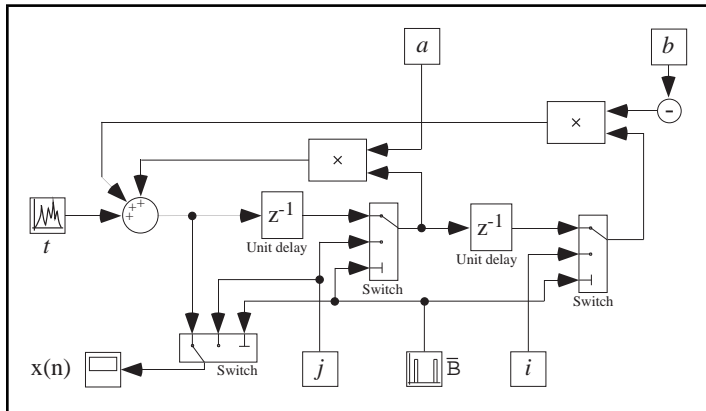 a
b
-
×
×
+ + + +
z-1
z-1
t
Unit delay
Unit delay
Switch
Switch
x(n)
Switch
j
B̅
i